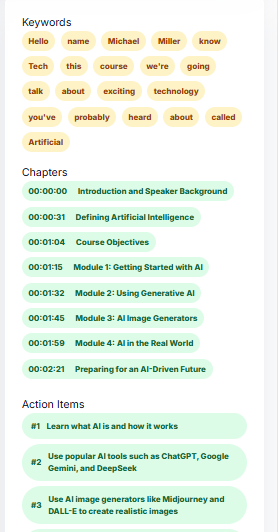 Keywords
Hello name Michael Miller know
Tech this course we're going
talk about exciting technology
you've probably heard about called
Artificial
Chapters
00:00:00 Introduction and Speaker Background
00:00:31 Defining Artificial Intelligence
00:01:04 Course Objectives
00:01:15 Module 1: Getting Started with AI
00:01:32 Module 2: Using Generative AI
00:01:45 Module 3: AI Image Generators
00:01:59 Module 4: AI in the Real World
00:02:21 Preparing for an AI-Driven Future
Action Items
#1 Learn what AI is and how it works
#2 Use popular AI tools such as ChatGPT, Google
Gemini, and DeepSeek
#3 Use AI image generators like Midjourney and
DALL-E to create realistic images